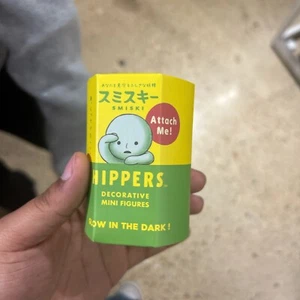 スミスキー
SMISKI
Attach
Me!
HIPPERS
DECORATIVE
MINI FIGURES
LOW IN THE DARK!